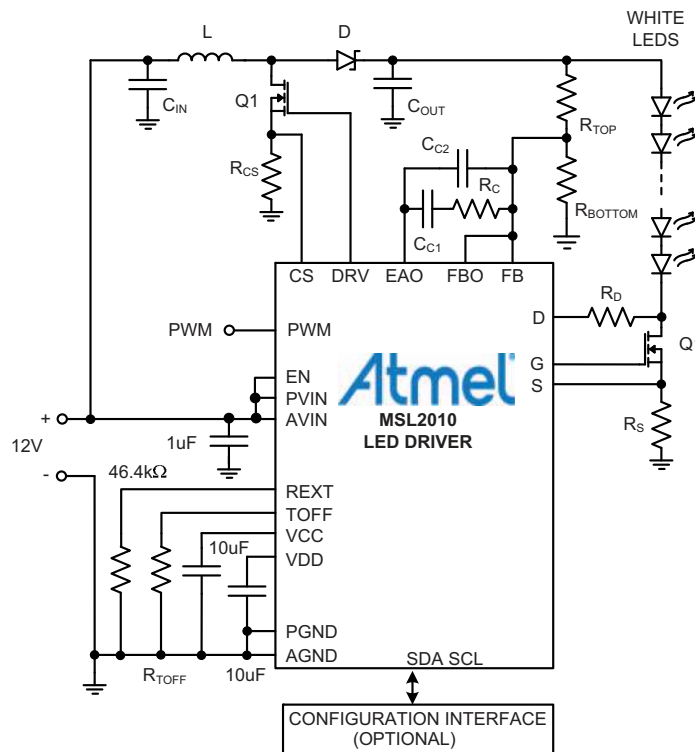 L
D
WHITE
LEDS
CIN
Q1
COUT
RTOP
RCS
CC2
RC
CC1
RBOTTOM
CS
DRV
EAO
FBO
FB
PWM
PWM
D
RD
Q
G
S
RS
Atmel
MSL2010
LED DRIVER
EN
PVIN
AVIN
+
12V
-
1uF
46.4kΩ
REXT
TOFF
VCC
10uF
VDD
PGND
AGND
RTOFF
10uF
SDA SCL
CONFIGURATION INTERFACE
(OPTIONAL)